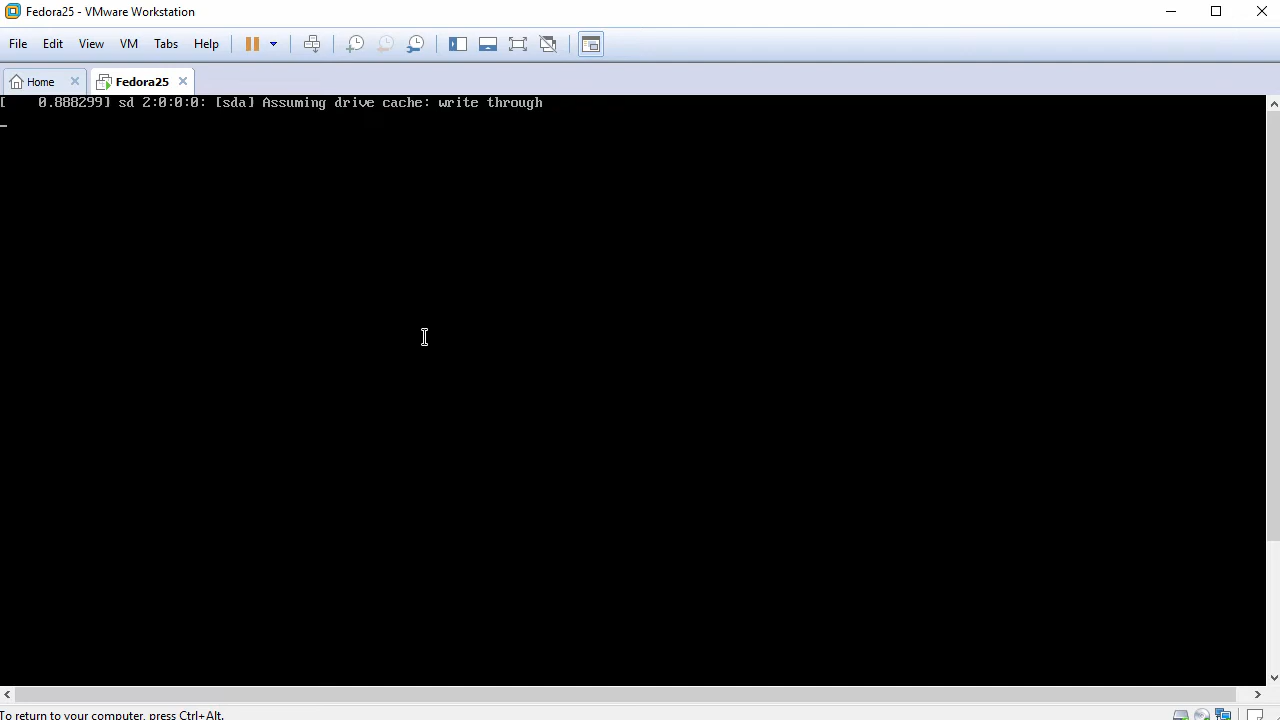 Fedora25 - VMware Workstation
File Edit View VM Tabs Help
Home Fedora25
[    0.888299] sd 2:0:0:0: [sda] Assuming drive cache: write through
To return to your computer, press Ctrl+Alt.